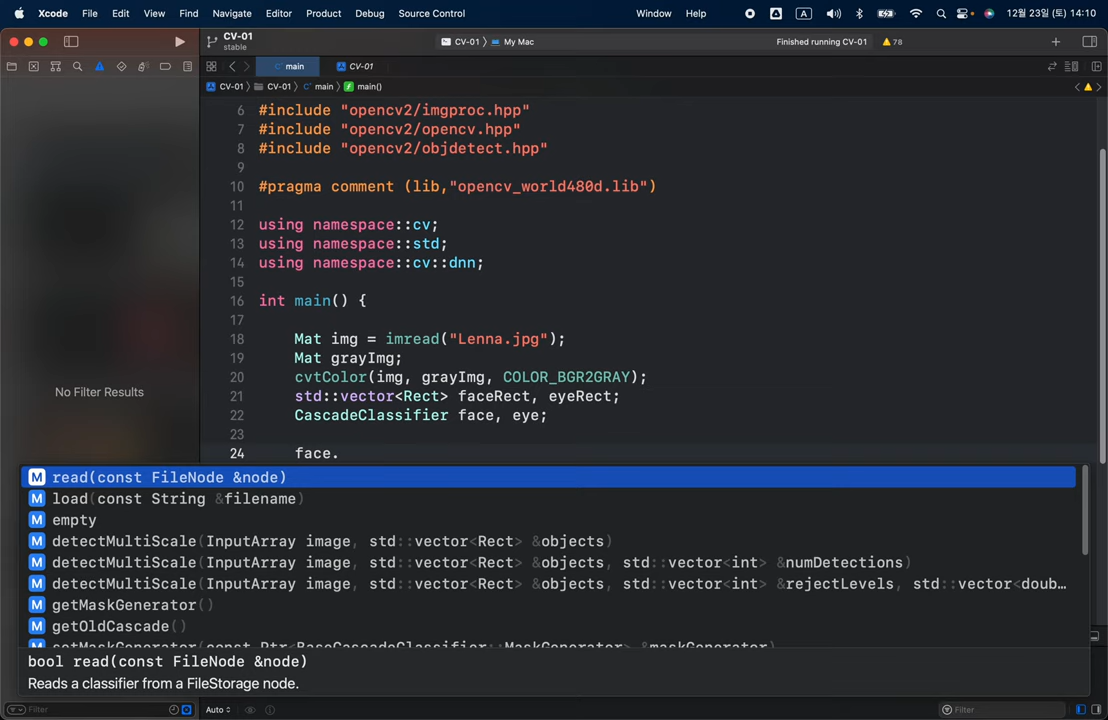 Xcode File Edit View Find Navigate Editor Product Debug Source Control Window Help A 12월 23일(토) 14:10
CV-01
stable
CV-01 〉 My Mac
Finished running CV-01
78
main
CV-01
CV-01 〉 CV-01 〉 main 〉 main()
6 #include "opencv2/imgproc.hpp"
7 #include "opencv2/opencv.hpp"
8 #include "opencv2/objdetect.hpp"
9
10 #pragma comment (lib,"opencv_world480d.lib")
11
12 using namespace::cv;
13 using namespace::std;
14 using namespace::cv::dnn;
15
16 int main() {
17
18 Mat img = imread("Lenna.jpg");
19 Mat grayImg;
20 cvtColor(img, grayImg, COLOR_BGR2GRAY);
21 std::vector<Rect> faceRect, eyeRect;
22 CascadeClassifier face, eye;
23
24 face.
No Filter Results
M read(const FileNode &node)
M load(const String &filename)
M empty
M detectMultiScale(InputArray image, std::vector<Rect> &objects)
M detectMultiScale(InputArray image, std::vector<Rect> &objects, std::vector<int> &numDetections)
M detectMultiScale(InputArray image, std::vector<Rect> &objects, std::vector<int> &rejectLevels, std::vector<doub...
M getMaskGenerator()
M getOldCascade()
M setMaskGenerator(const Ptr<BaseCascadeClassifier::MaskGenerator> &maskGenerator)
bool read(const FileNode &node)
Reads a classifier from a FileStorage node.
Filter
Auto
Filter